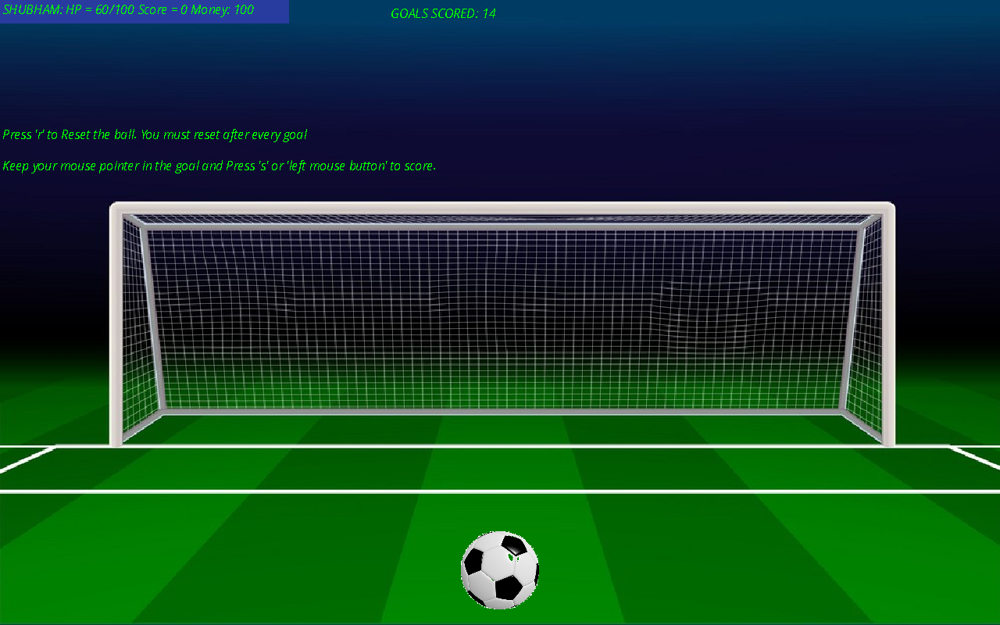 SHUBHAM: HP = 60/100 Score = 0 Money: 100
GOALS SCORED: 14
Press 'r' to Reset the ball. You must reset after every goal
Keep your mouse pointer in the goal and Press 's' or 'left mouse button' to score.